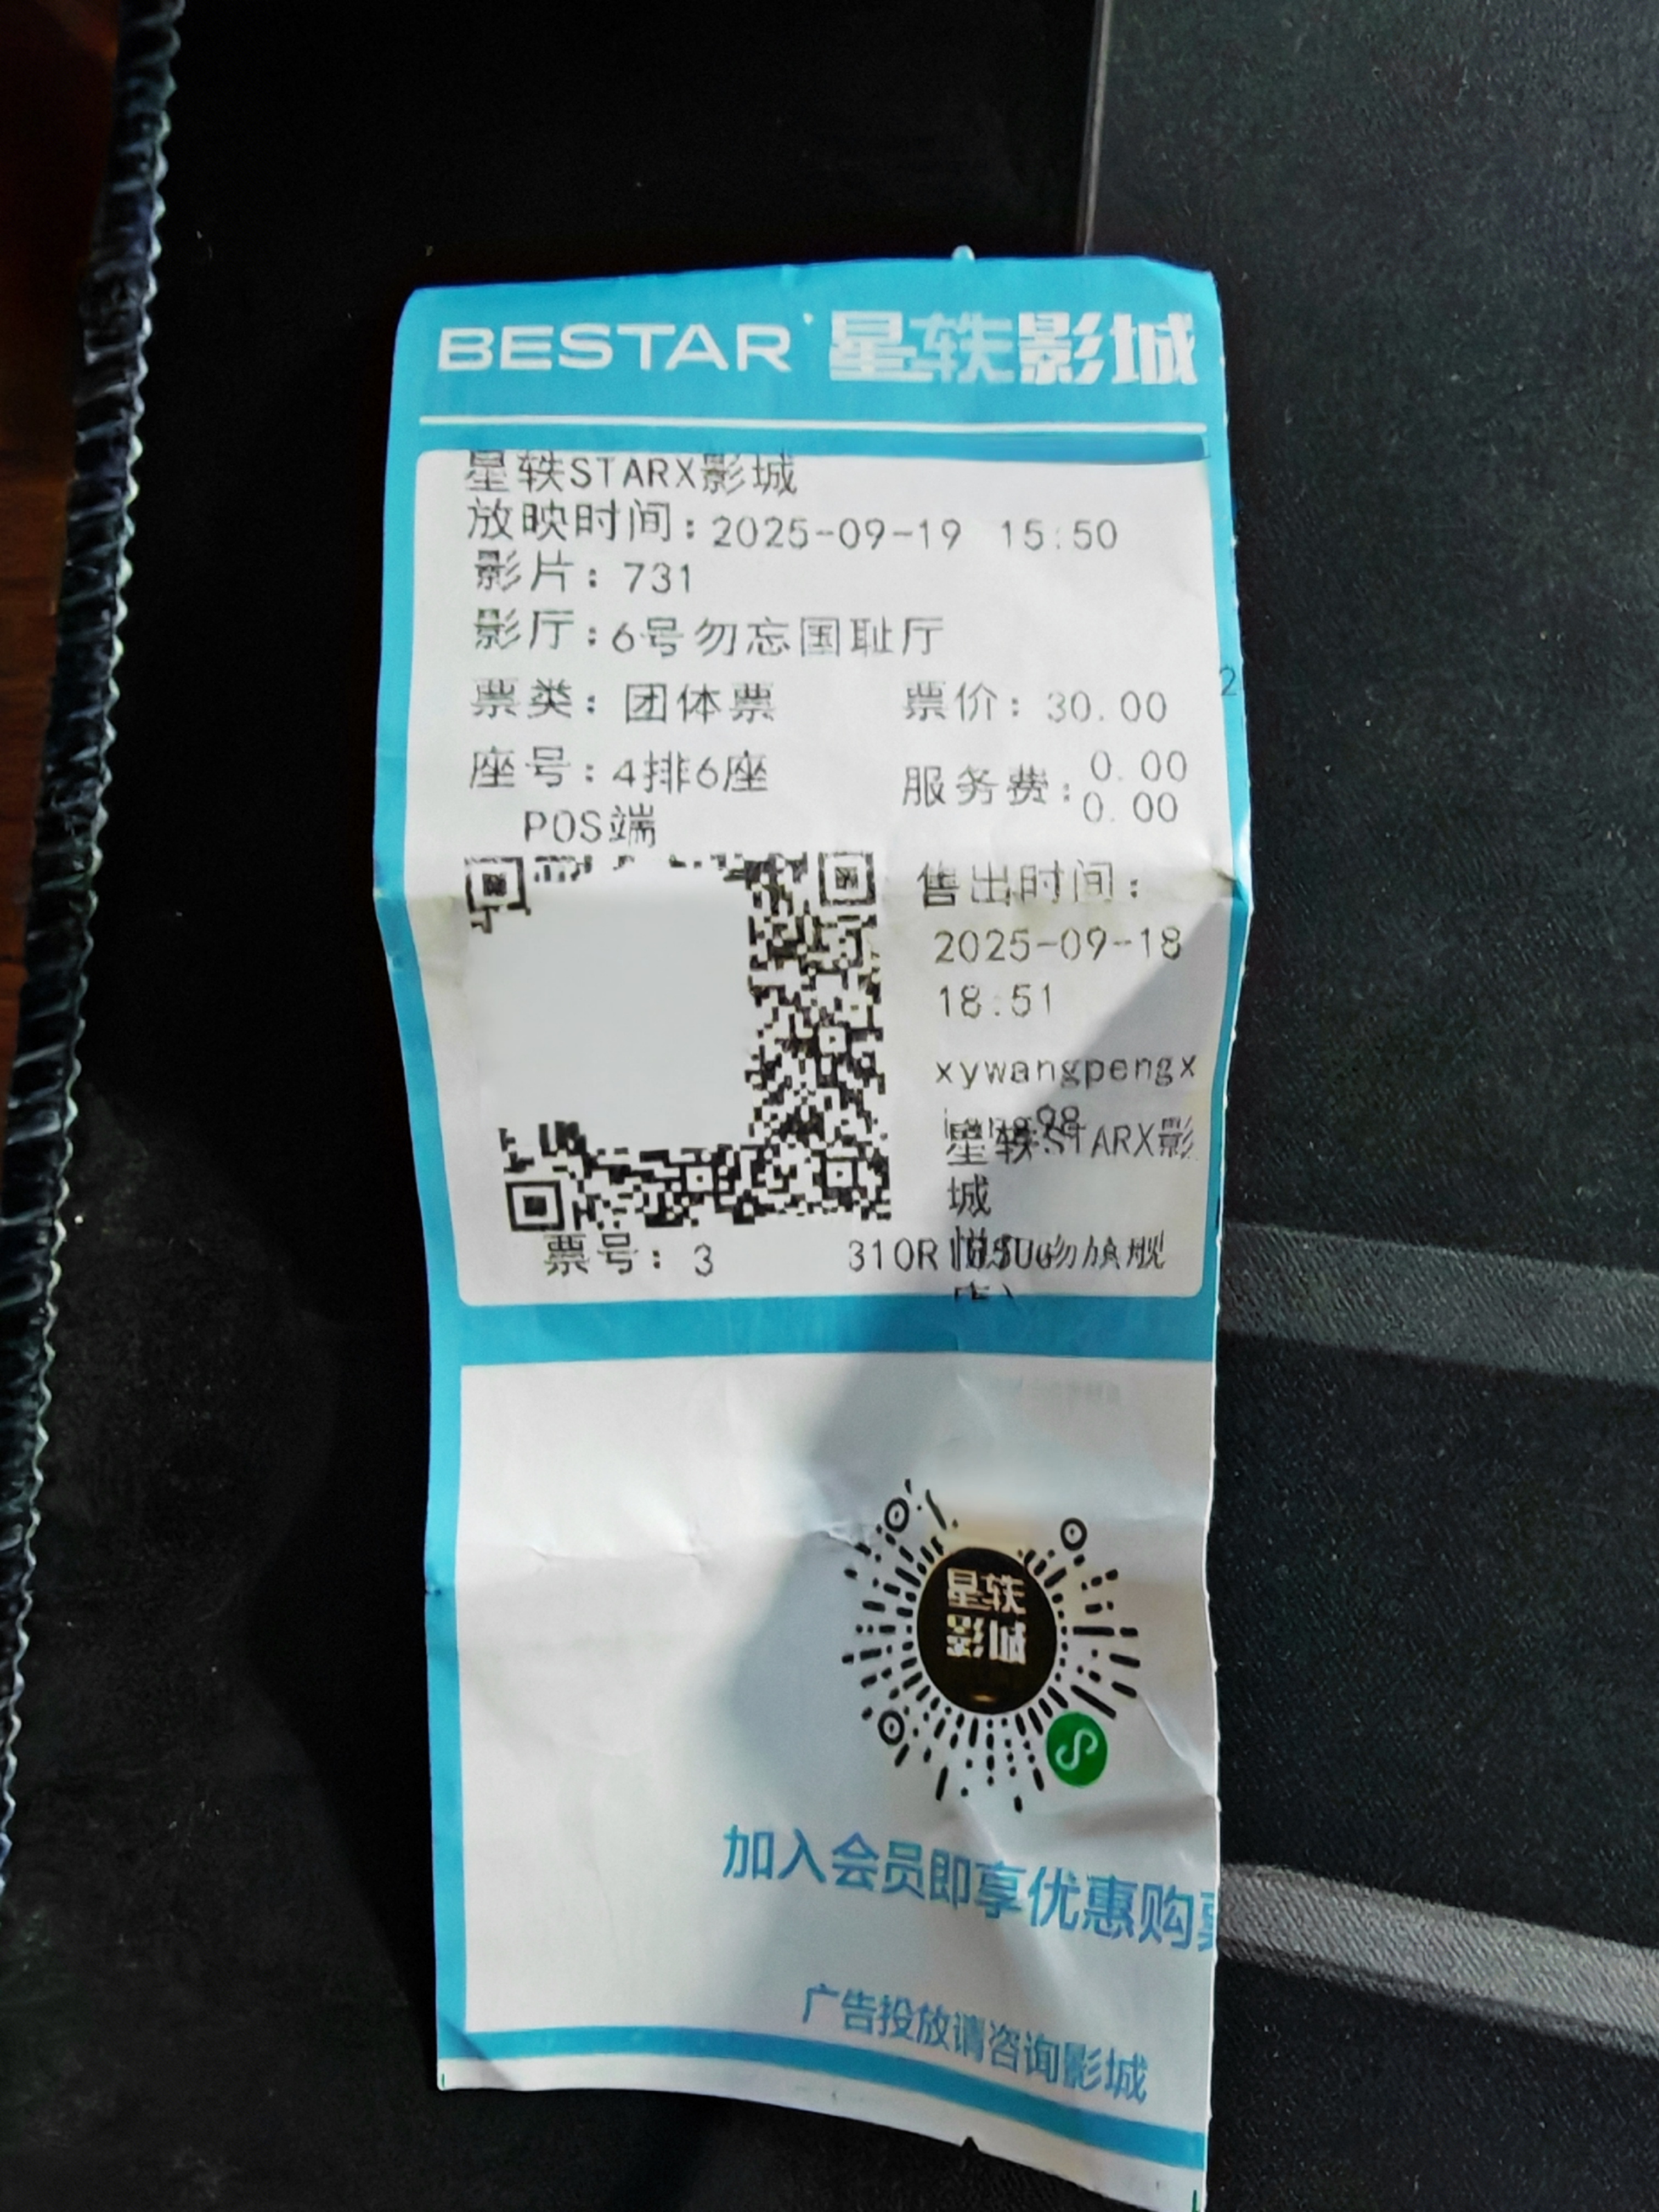 BESTAR 星轶影城
星轶STARX影城
放映时间：2025-09-19 15:50
影片：731
影厅：6号勿忘国耻厅
票类：团体票 票价：30.00
座号：4排6座 服务费：0.00
0.00
POS端
售出时间：
2025-09-18
18:51
xywangpengx
星轶STARX影
城
票号：3 310R
旗舰
2
星轶
影城
加入会员即享优惠购
广告投放请咨询影城